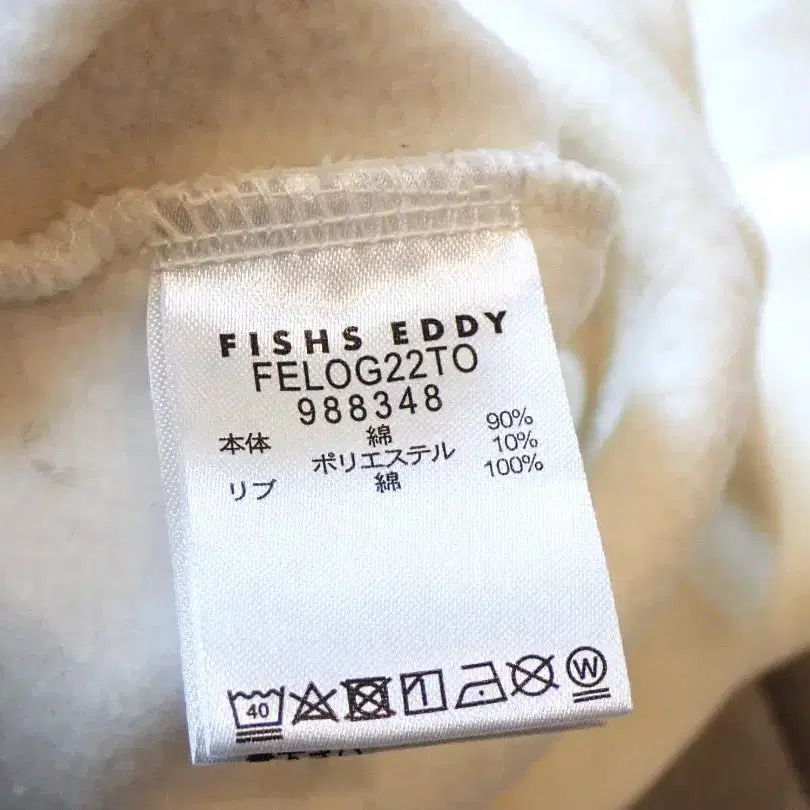 FISHS EDDY
FELOG22TO
988348
本体 綿 90%
ポリエステル 10%
リブ 綿 100%
40
W